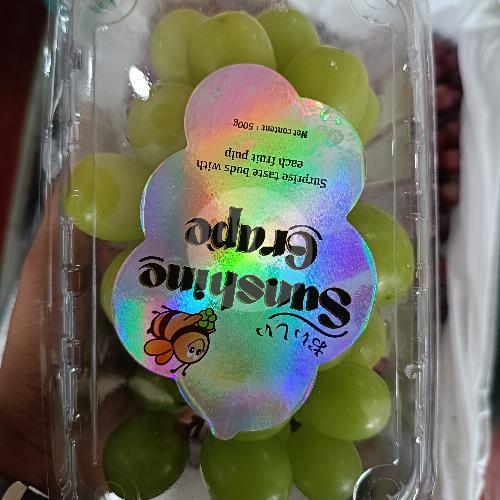 おいしい
Sunshine
Grape
Surprise taste buds with
each fruit pulp
Net content : 500g